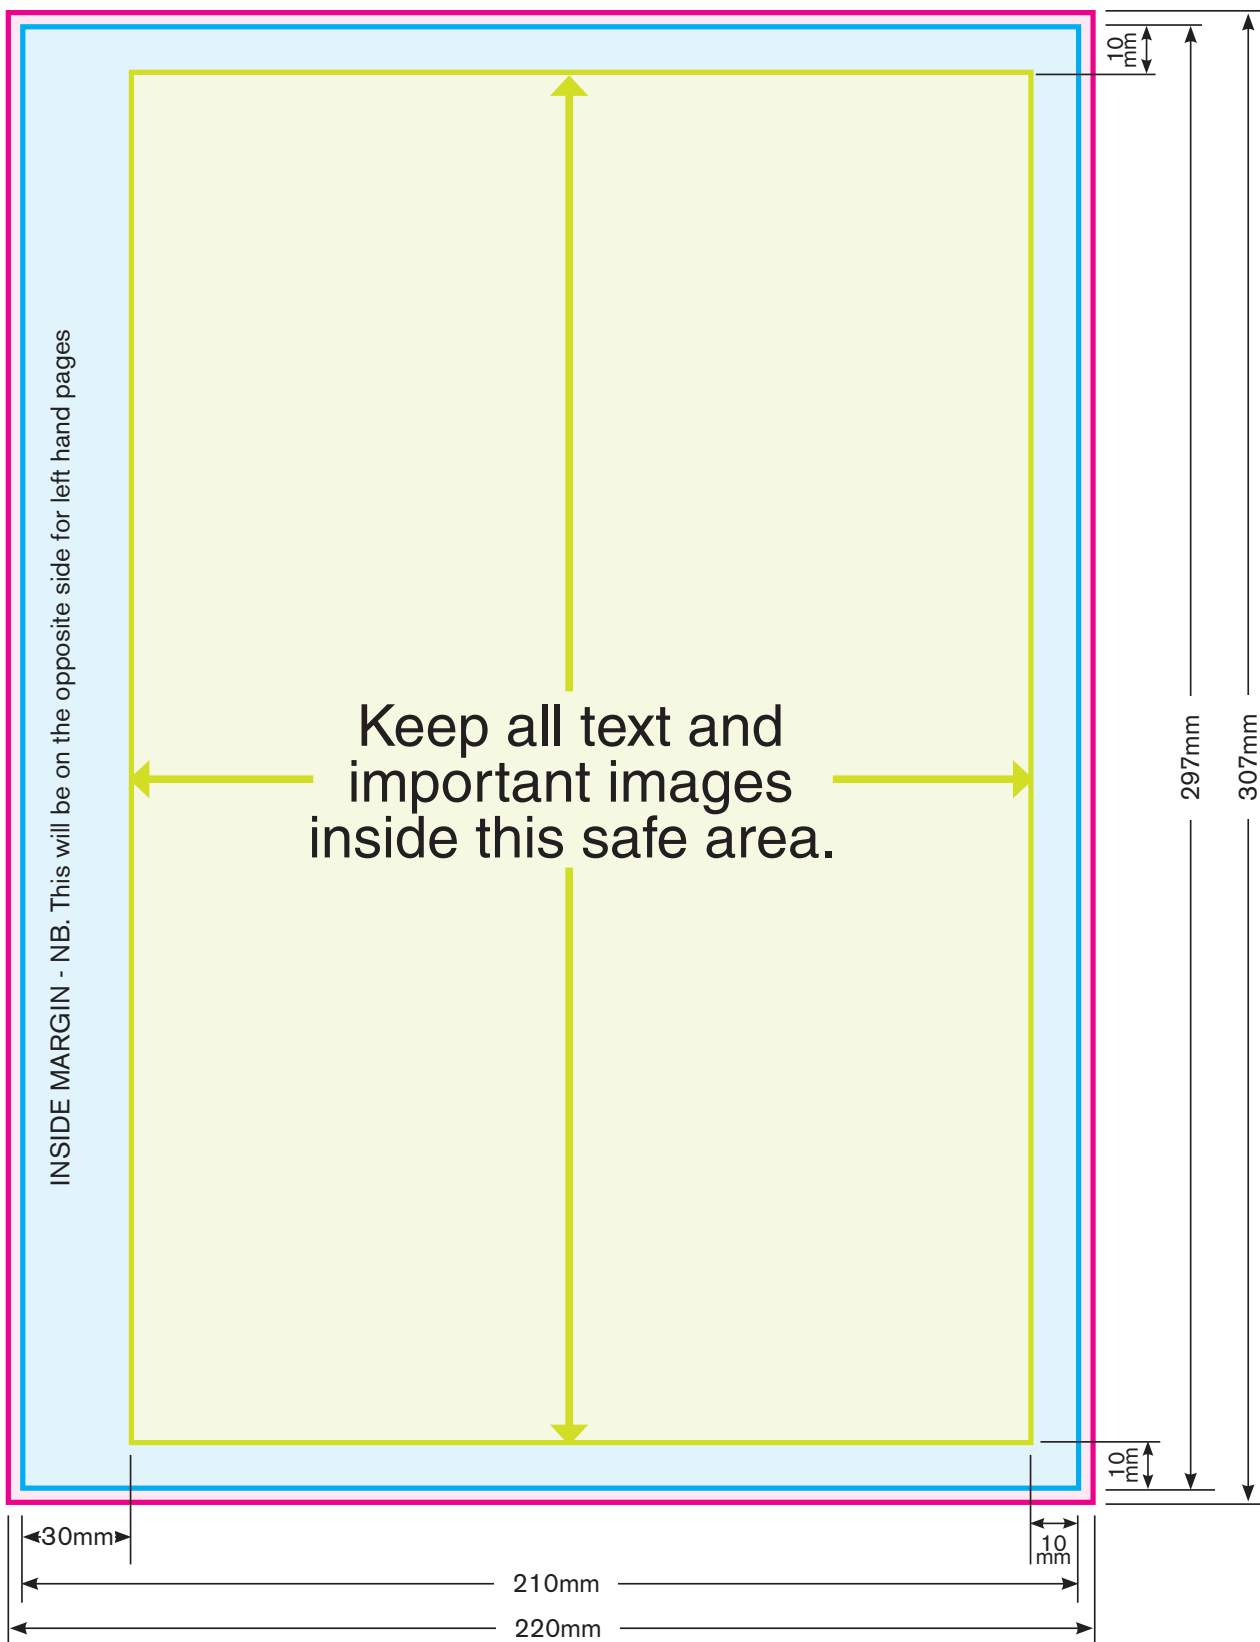 10
mm
INSIDE MARGIN - NB. This will be on the opposite side for left hand pages
Keep all text and
important images
inside this safe area.
297mm
307mm
10
mm
30mm
10
mm
210mm
220mm